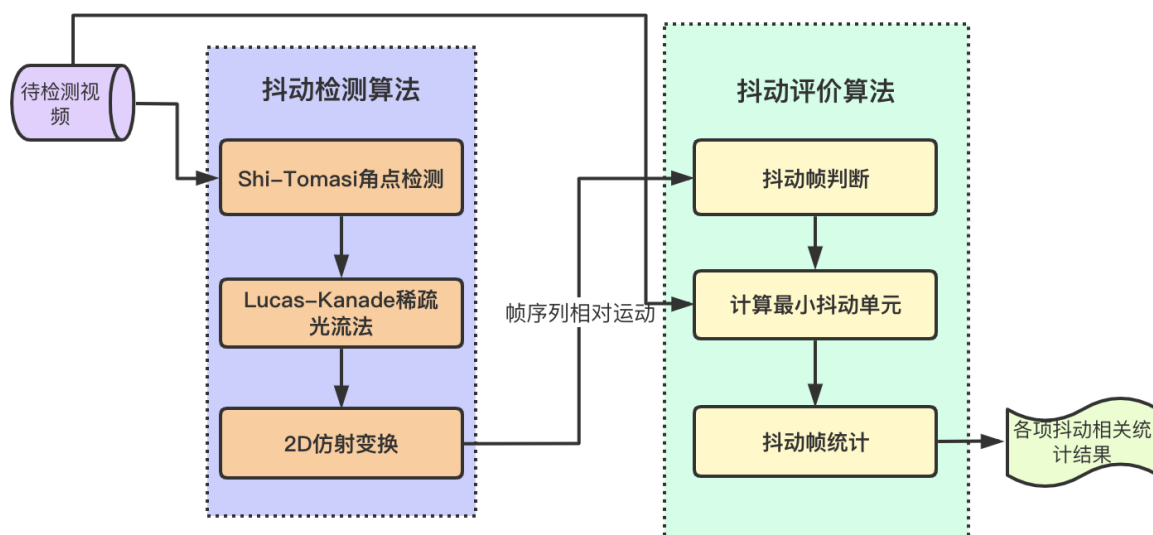 待检测视
频
抖动检测算法
Shi-Tomasi角点检测
Lucas-Kanade稀疏
光流法
2D仿射变换
帧序列相对运动
抖动评价算法
抖动帧判断
计算最小抖动单元
抖动帧统计
各项抖动相关统
计结果